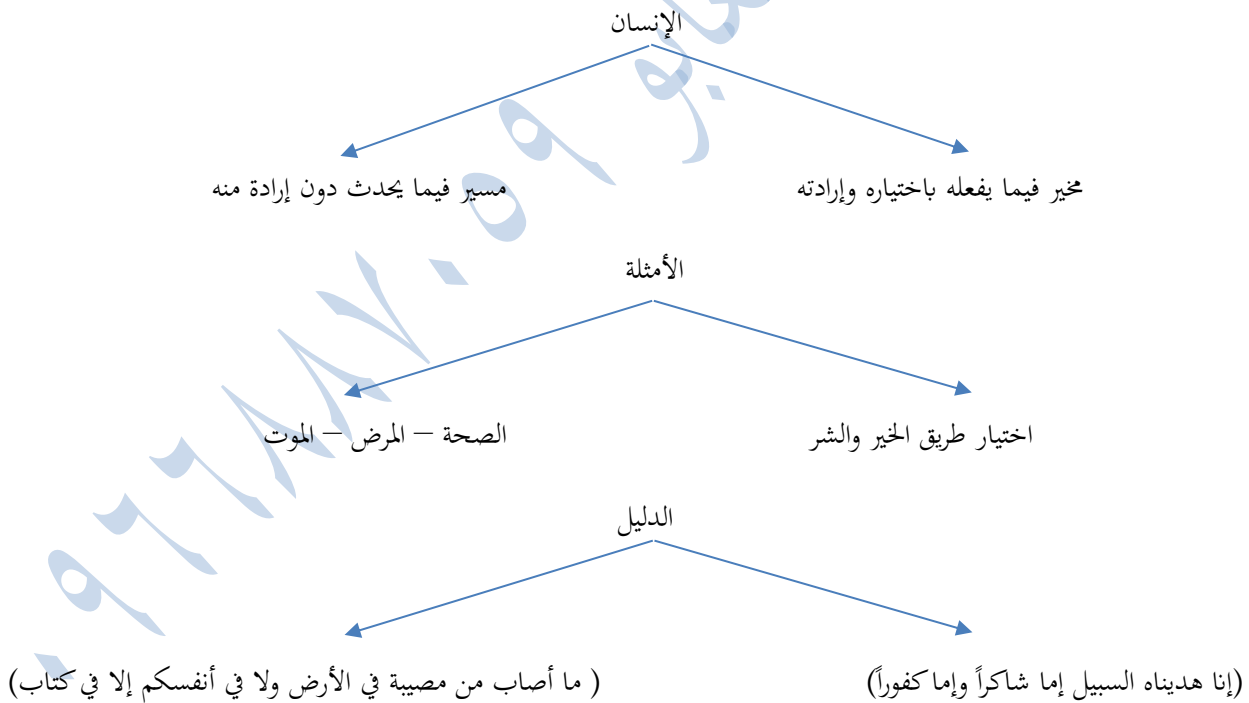 الإنسان
مخير فيما يفعله باختياره وإرادته
مسير فيما يحدث دون إرادة منه
الأمثلة
اختيار طريق الخير والشر
الصحة – المرض – الموت
الدليل
(إنا هديناه السبيل إما شاكراً وإما كفوراً)
( ما أصاب من مصيبة في الأرض ولا في أنفسكم إلا في كتاب)